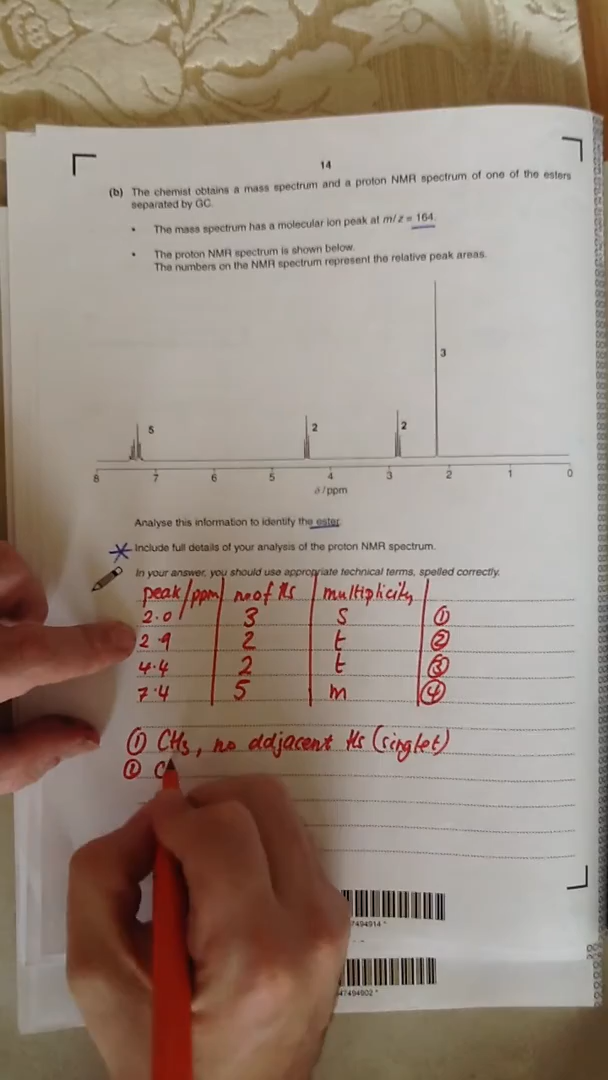 14
(b) The chemist obtains a mass spectrum and a proton NMR spectrum of one of the esters
separated by GC.
• The mass spectrum has a molecular ion peak at m/z = 164.
• The proton NMR spectrum is shown below.
The numbers on the NMR spectrum represent the relative peak areas.
3
5 2 2
8 7 6 5 4 3 2 1 0
δ/ppm
Analyse this information to identify the ester.
Include full details of your analysis of the proton NMR spectrum.
In your answer, you should use appropriate technical terms, spelled correctly.
peak/ppm no of Hs multiplicity
2.0 3 s ①
2.9 2 t ②
4.4 2 t ③
7.4 5 m ④
① CH3, no adjacent Hs (singlet)
② C